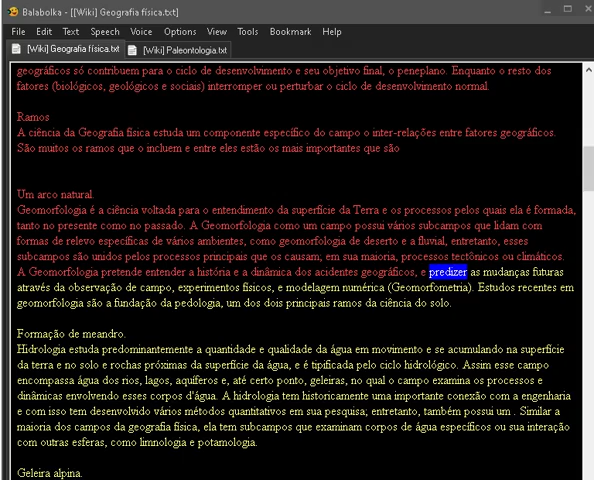 Balabolka - [[Wiki] Geografia física.txt]
File Edit Text Speech Voice Options View Tools Bookmark Help
[Wiki] Geografia física.txt [Wiki] Paleontologia.txt
geográficos só contribuem para o ciclo de desenvolvimento e seu objetivo final, o peneplano. Enquanto o resto dos
fatores (biológicos, geológicos e sociais) interromper ou perturbar o ciclo de desenvolvimento normal.
Ramos
A ciência da Geografia física estuda um componente específico do campo o inter-relações entre fatores geográficos.
São muitos os ramos que o incluem e entre eles estão os mais importantes que são
Um arco natural.
Geomorfologia é a ciência voltada para o entendimento da superfície da Terra e os processos pelos quais ela é formada,
tanto no presente como no passado. A Geomorfologia como um campo possui vários subcampos que lidam com
formas de relevo específicas de vários ambientes, como geomorfologia de deserto e a fluvial, entretanto, esses
subcampos são unidos pelos processos principais que os causam; em sua maioria, processos tectônicos ou climáticos.
A Geomorfologia pretende entender a história e a dinâmica dos acidentes geográficos, e predizer as mudanças futuras
através da observação de campo, experimentos físicos, e modelagem numérica (Geomorfometria). Estudos recentes em
geomorfologia são a fundação da pedologia, um dos dois principais ramos da ciência do solo.
Formação de meandro.
Hidrologia estuda predominantemente a quantidade e qualidade da água em movimento e se acumulando na superfície
da terra e no solo e rochas próximas da superfície da água, e é tipificada pelo ciclo hidrológico. Assim esse campo
encompassa água dos rios, lagos, aquíferos e, até certo ponto, geleiras, no qual o campo examina os processos e
dinâmicas envolvendo esses corpos d'água. A hidrologia tem historicamente uma importante conexão com a engenharia
e com isso tem desenvolvido vários métodos quantitativos em sua pesquisa; entretanto, também possui um . Similar a
maioria dos campos da geografia física, ela tem subcampos que examinam corpos de água específicos ou sua interação
com outras esferas, como limnologia e potamologia.
Geleira alpina.